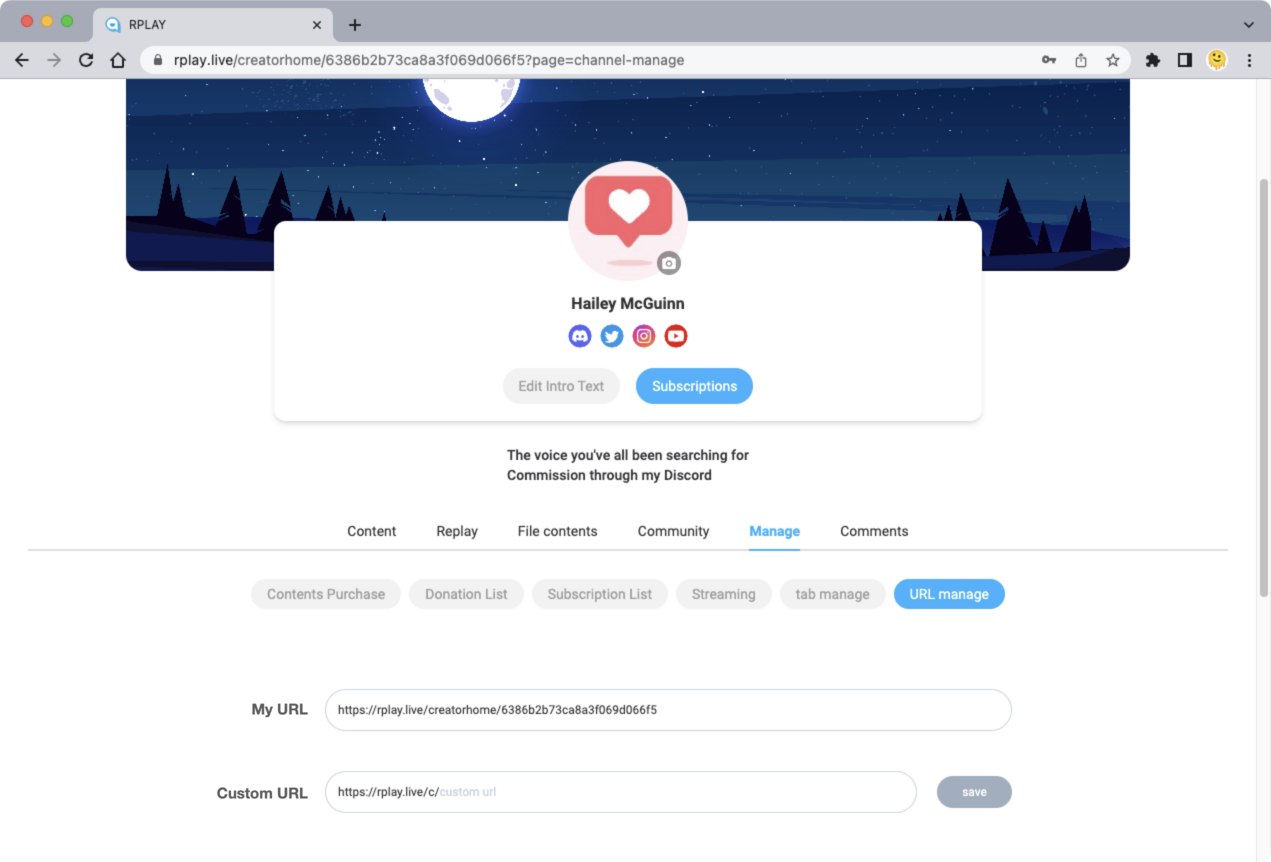 RPLAY
rplay.live/creatorhome/6386b2b73ca8a3f069d066f5?page=channel-manage
Hailey McGuinn
Edit Intro Text Subscriptions
The voice you've all been searching for
Commission through my Discord
Content Replay File contents Community Manage Comments
Contents Purchase Donation List Subscription List Streaming tab manage URL manage
My URL https://rplay.live/creatorhome/6386b2b73ca8a3f069d066f5
Custom URL https://rplay.live/c/custom url save